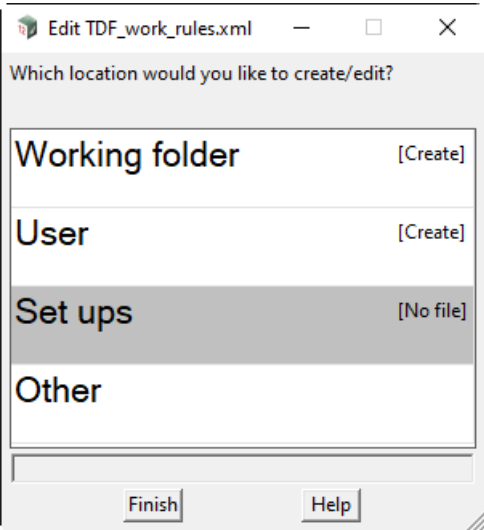 Edit TDF_work_rules.xml
Which location would you like to create/edit?
Working folder [Create]
User [Create]
Set ups [No file]
Other
Finish Help